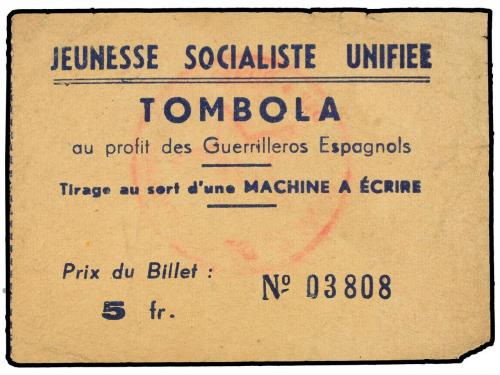 JEUNESSE SOCIALISTE UNIFIEE
TOMBOLA
au profit des Guerrilleros Espagnols
Tirage au sort d'une MACHINE A ÉCRIRE
Prix du Billet :
5 fr.
Nº 03808